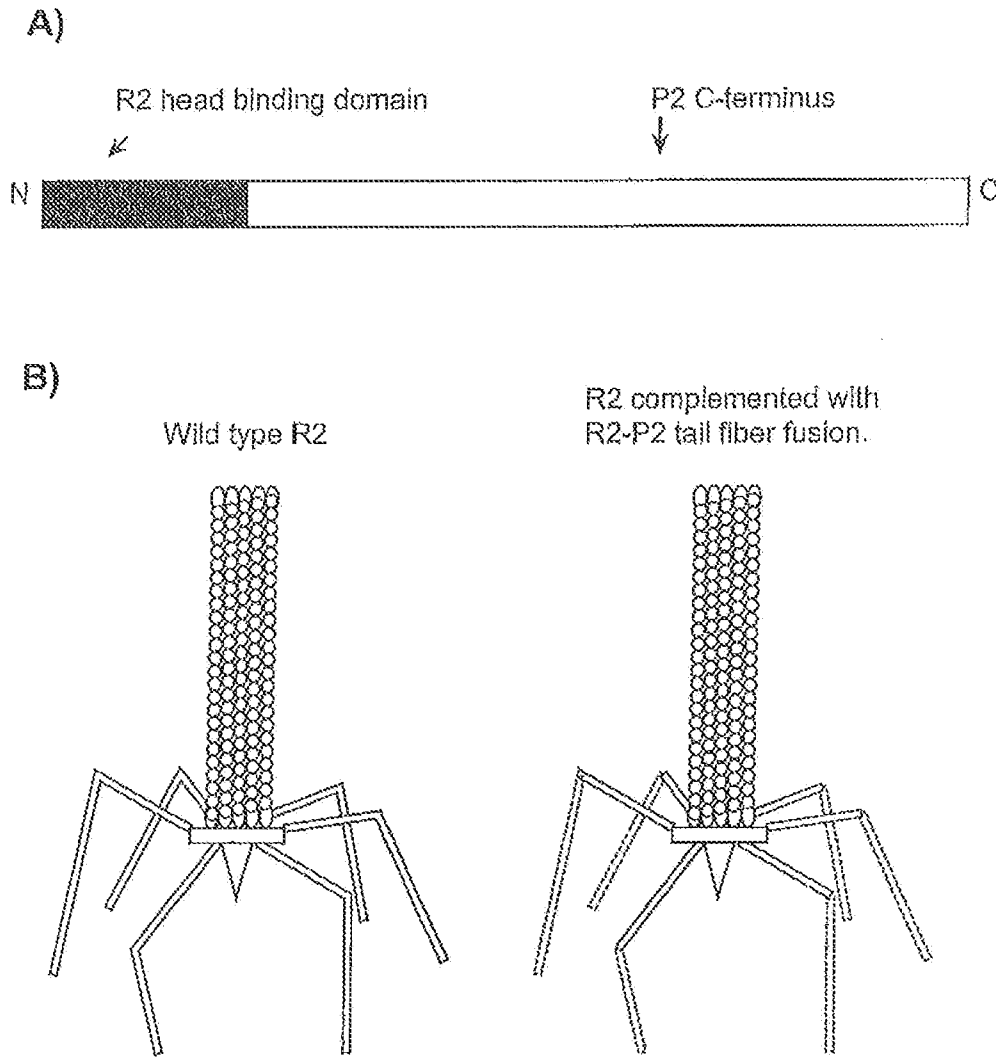 A)
R2 head binding domain
P2 C-terminus
N
C
B)
Wild type R2
R2 complemented with
R2-P2 tail fiber fusion.